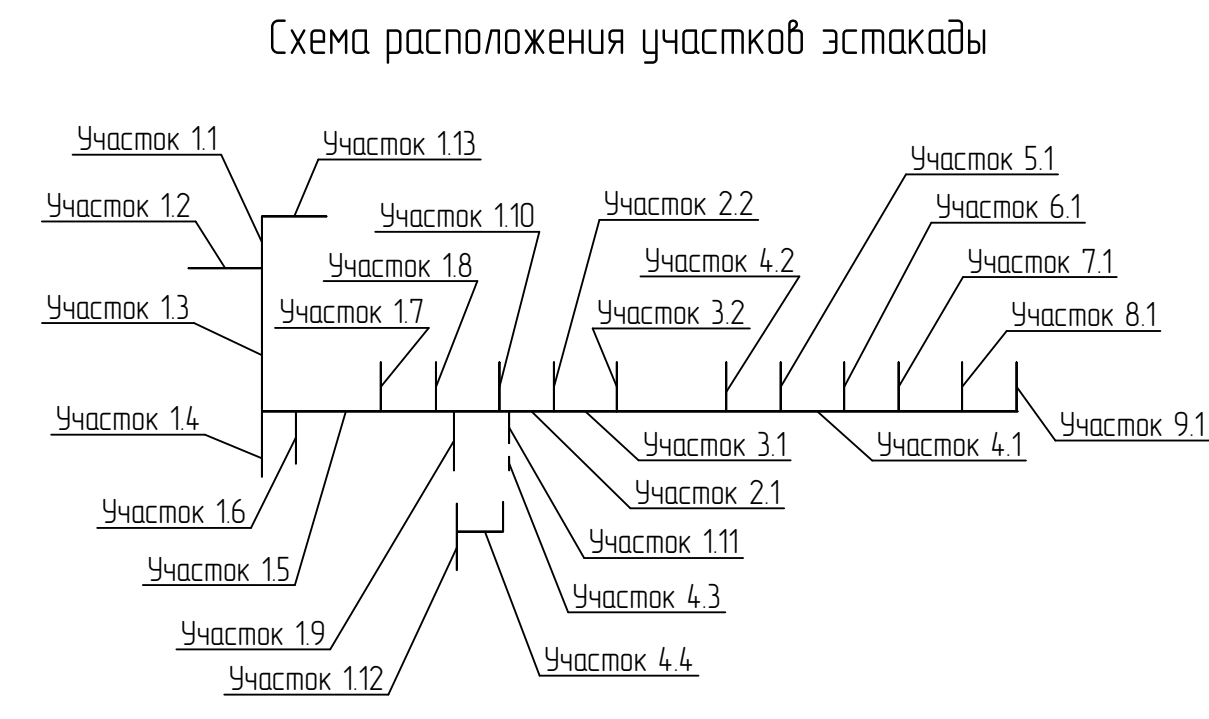 Схема расположения участков эстакады
Участок 1.1
Участок 1.13
Участок 5.1
Участок 1.2
Участок 1.10
Участок 2.2
Участок 6.1
Участок 1.8
Участок 4.2
Участок 7.1
Участок 1.3
Участок 1.7
Участок 3.2
Участок 8.1
Участок 1.4
Участок 9.1
Участок 3.1
Участок 4.1
Участок 2.1
Участок 1.6
Участок 1.11
Участок 1.5
Участок 4.3
Участок 1.9
Участок 4.4
Участок 1.12